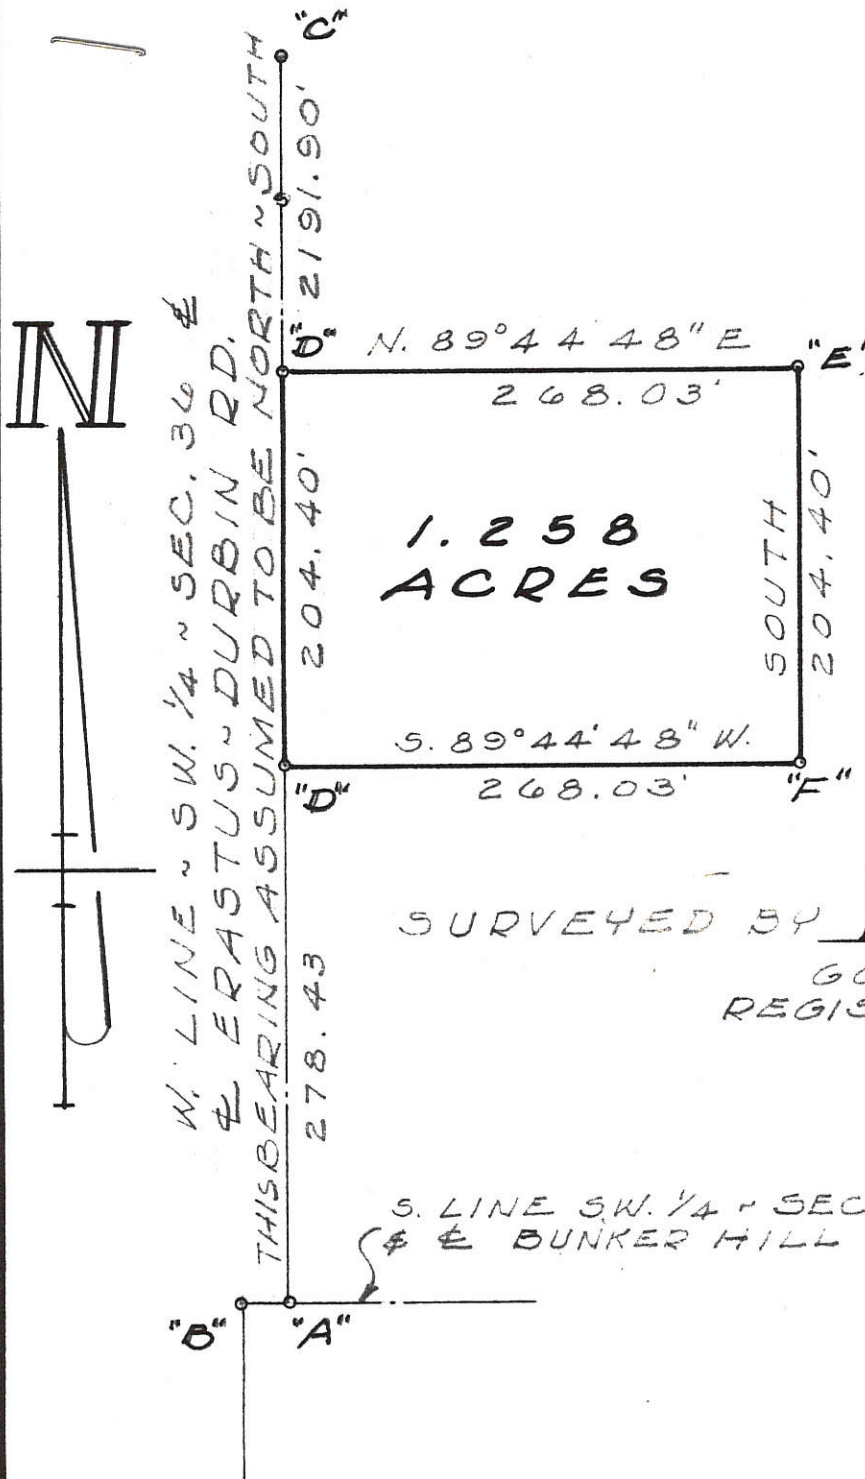 "C"
2191.90'
N
W. LINE ~ SW. 1/4 ~ SEC. 36 &
℄ ERASTUS ~ DURBIN RD.
THIS BEARING ASSUMED TO BE NORTH ~ SOUTH
"D"
N. 89°44 48" E
268.03'
"E"
204.40'
1.258
ACRES
SOUTH
204.40'
S. 89°44' 48" W.
268.03'
"D"
"F"
278.43
SURVEYED BY
REGIS
S. LINE SW. 1/4 ~ SEC
& ℄ BUNKER HILL
"B"
"A"